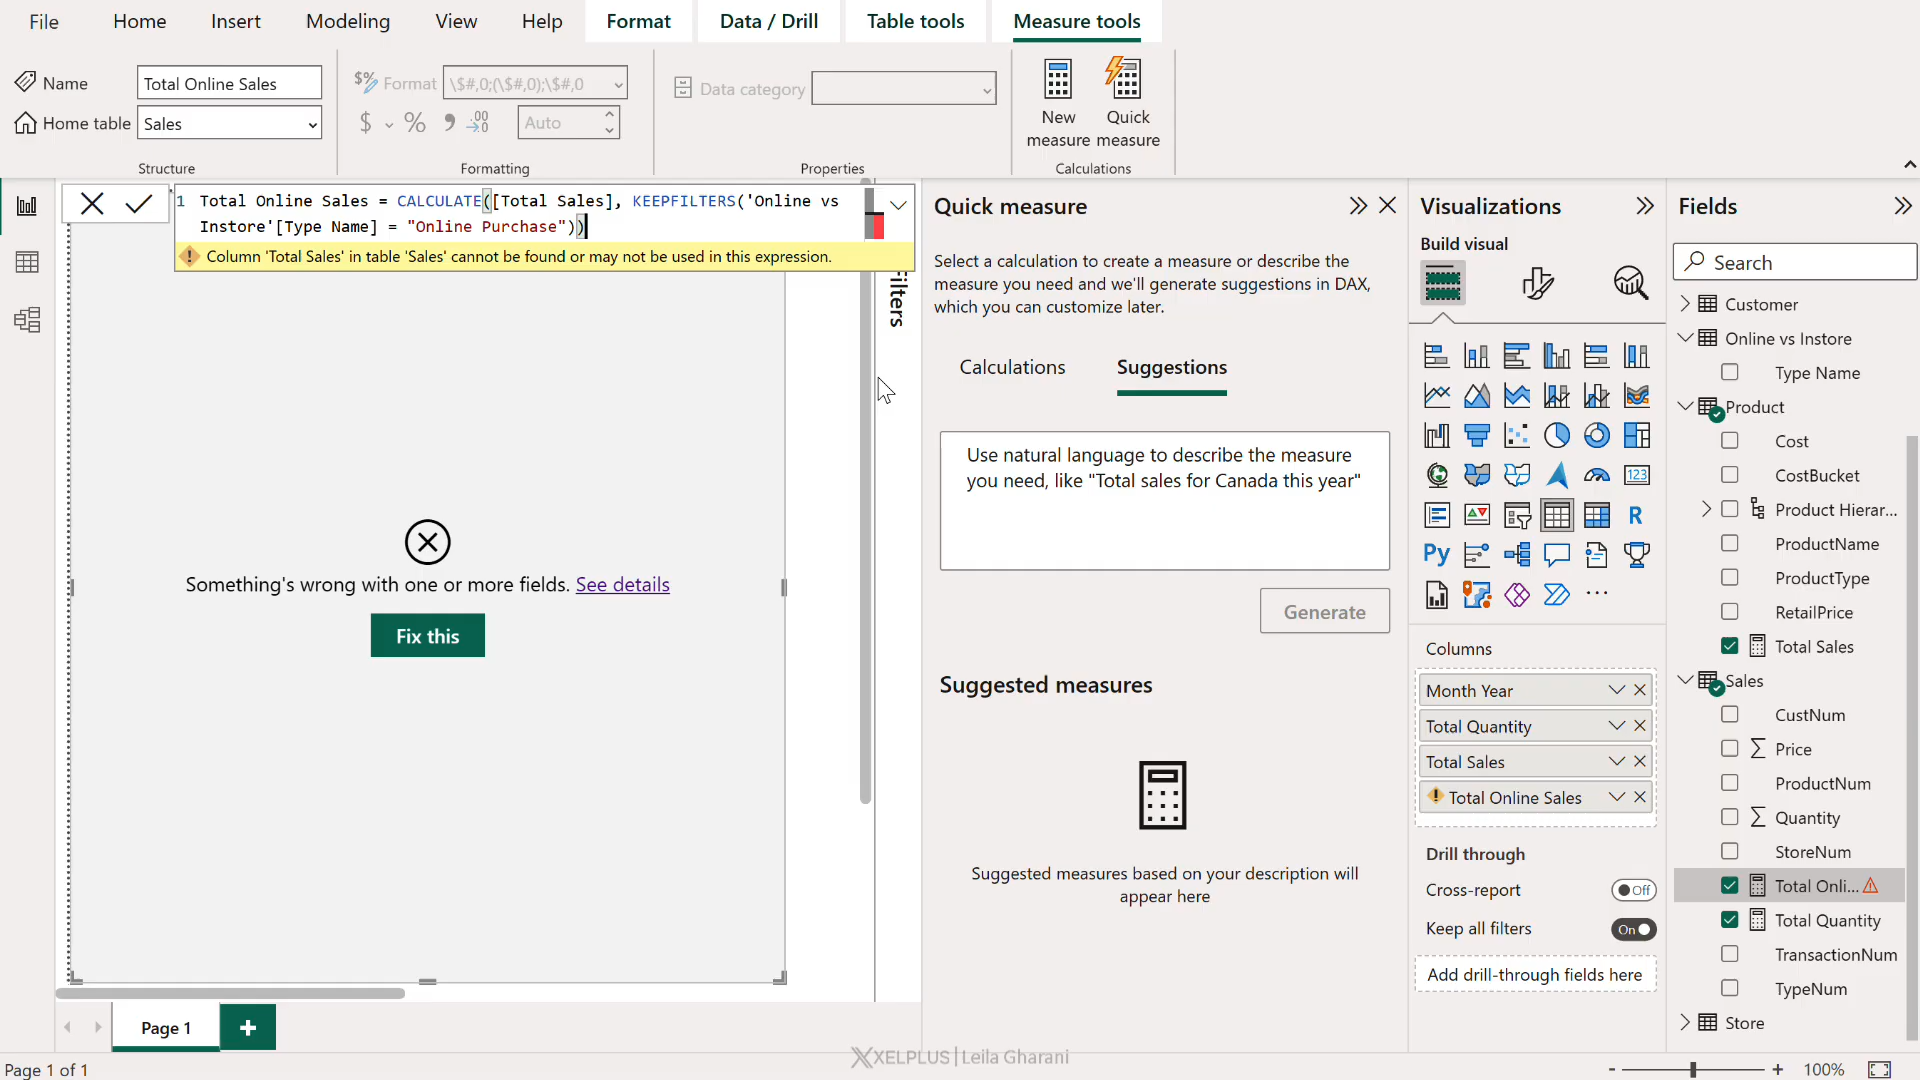 File
Home
Insert
Modeling
View
Help
Format
Data / Drill
Table tools
Measure tools
Name
Total Online Sales
Home table
Sales
Structure
Format
\$#,0;(\$#,0);\$#,0
$
%
,
.00
→.0
Auto
Formatting
Data category
Properties
New
measure
Quick
measure
Calculations
1 Total Online Sales = CALCULATE([Total Sales], KEEPFILTERS('Online vs
Instore'[Type Name] = "Online Purchase"))
Column 'Total Sales' in table 'Sales' cannot be found or may not be used in this expression.
Something's wrong with one or more fields. See details
Fix this
Filters
Quick measure
Select a calculation to create a measure or describe the
measure you need and we'll generate suggestions in DAX,
which you can customize later.
Calculations
Suggestions
Use natural language to describe the measure
you need, like "Total sales for Canada this year"
Generate
Suggested measures
Suggested measures based on your description will
appear here
Visualizations
Build visual
123
R
Py
...
Columns
Month Year
Total Quantity
Total Sales
Total Online Sales
Drill through
Cross-report
Off
Keep all filters
On
Add drill-through fields here
Fields
Search
Customer
Online vs Instore
Type Name
Product
Cost
CostBucket
Product Hierar...
ProductName
ProductType
RetailPrice
Total Sales
Sales
CustNum
Price
ProductNum
Quantity
StoreNum
Total Onli...
Total Quantity
TransactionNum
TypeNum
Store
Page 1
+
XELPLUS | Leila Gharani
Page 1 of 1
- + 100%